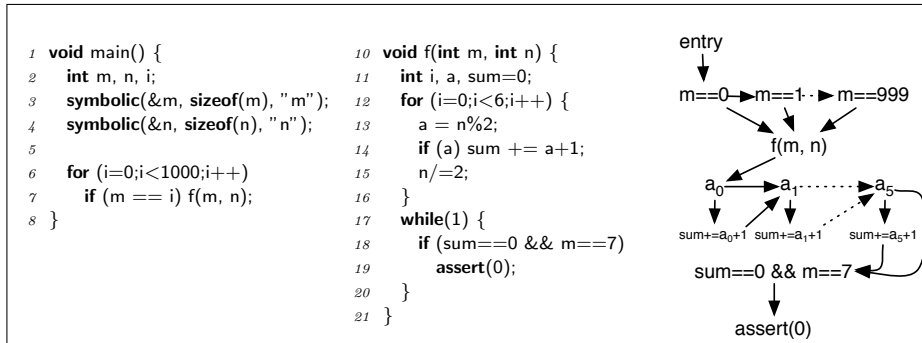 1 void main() {
2 int m, n, i;
3 symbolic(&m, sizeof(m), "m");
4 symbolic(&n, sizeof(n), "n");
5
6 for (i=0;i<1000;i++)
7 if (m == i) f(m, n);
8 }
10 void f(int m, int n) {
11 int i, a, sum=0;
12 for (i=0;i<6;i++) {
13 a = n%2;
14 if (a) sum += a+1;
15 n/=2;
16 }
17 while(1) {
18 if (sum==0 && m==7)
19 assert(0);
20 }
21 }
entry
m==0 m==1 m==999
f(m, n)
a0 a1 a5
sum+=a0+1 sum+=a1+1 sum+=a5+1
sum==0 && m==7
assert(0)